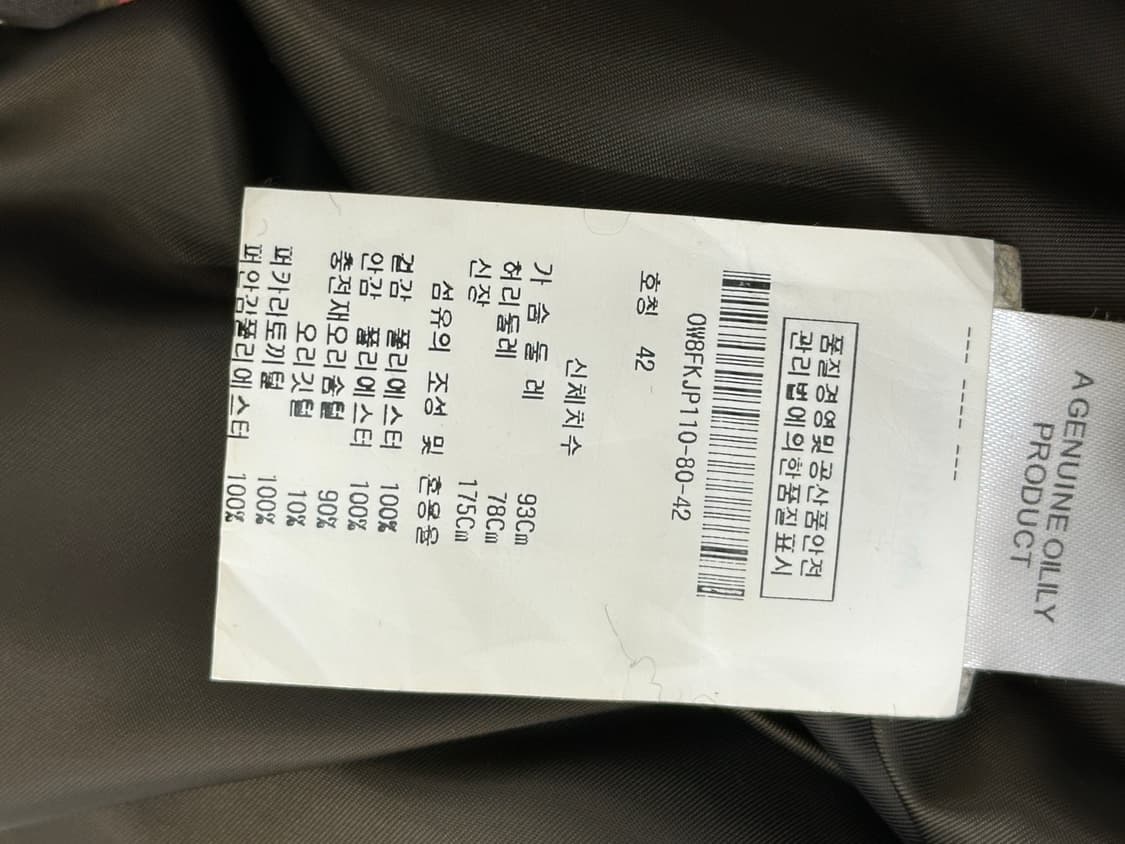 A GENUINE OILILY
PRODUCT
품질경영및공산품안전
관리법에의한품질표시
OW8FKJP110-80-42
호칭 42
신체치수
가 슴 둘 레 93Cm
허리둘레 78Cm
신장 175Cm
섬유의 조성 및 혼용율
겉감 폴리에스터 100%
안감 폴리에스터 100%
충전재오리솜털 90%
오리깃털 10%
퍼카라토끼털 100%
퍼안감폴리에스터 100%